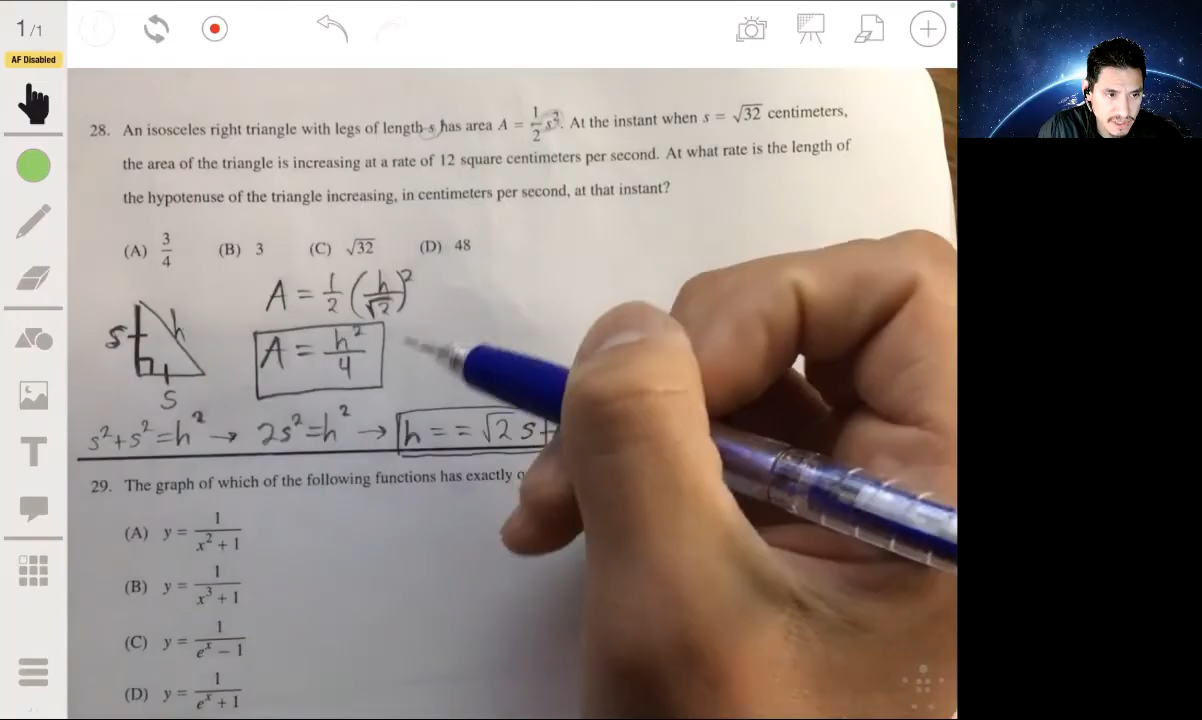 1/1
AF Disabled
28. An isosceles right triangle with legs of length s has area A = 1/2 s². At the instant when s = √32 centimeters,
the area of the triangle is increasing at a rate of 12 square centimeters per second. At what rate is the length of
the hypotenuse of the triangle increasing, in centimeters per second, at that instant?
(A) 3/4 (B) 3 (C) √32 (D) 48
A = 1/2 (h/√2)²
A = h²/4
s h
s
s²+s²=h² → 2s²=h² → h = = √2 s
29. The graph of which of the following functions has exactly
(A) y = 1/(x² + 1)
(B) y = 1/(x³ + 1)
(C) y = 1/(eˣ − 1)
(D) y = 1/(eˣ + 1)
T